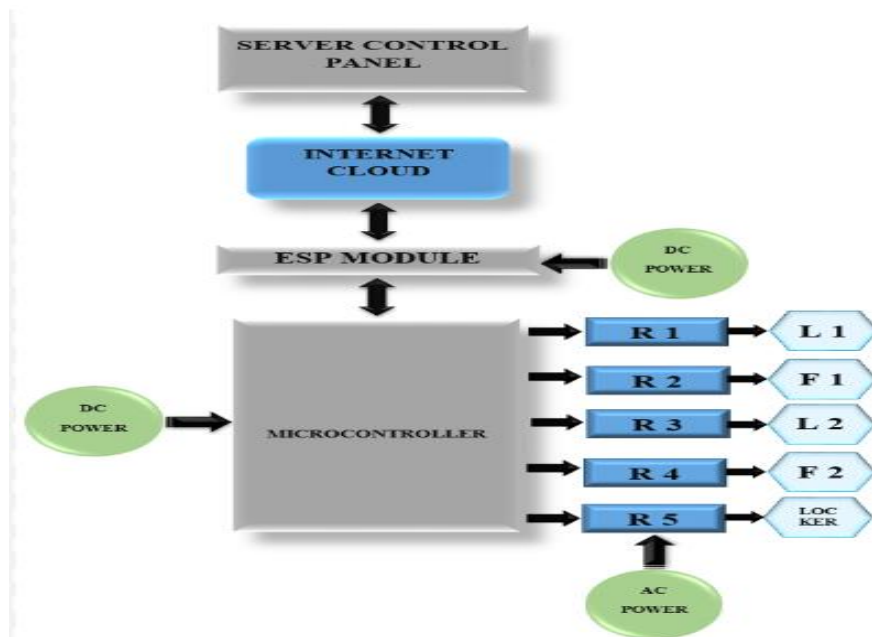 SERVER CONTROL
PANEL
INTERNET
CLOUD
ESP MODULE
DC
POWER
R 1
L 1
R 2
F 1
DC
POWER
MICROCONTROLLER
R 3
L 2
R 4
F 2
R 5
LOC
KER
AC
POWER